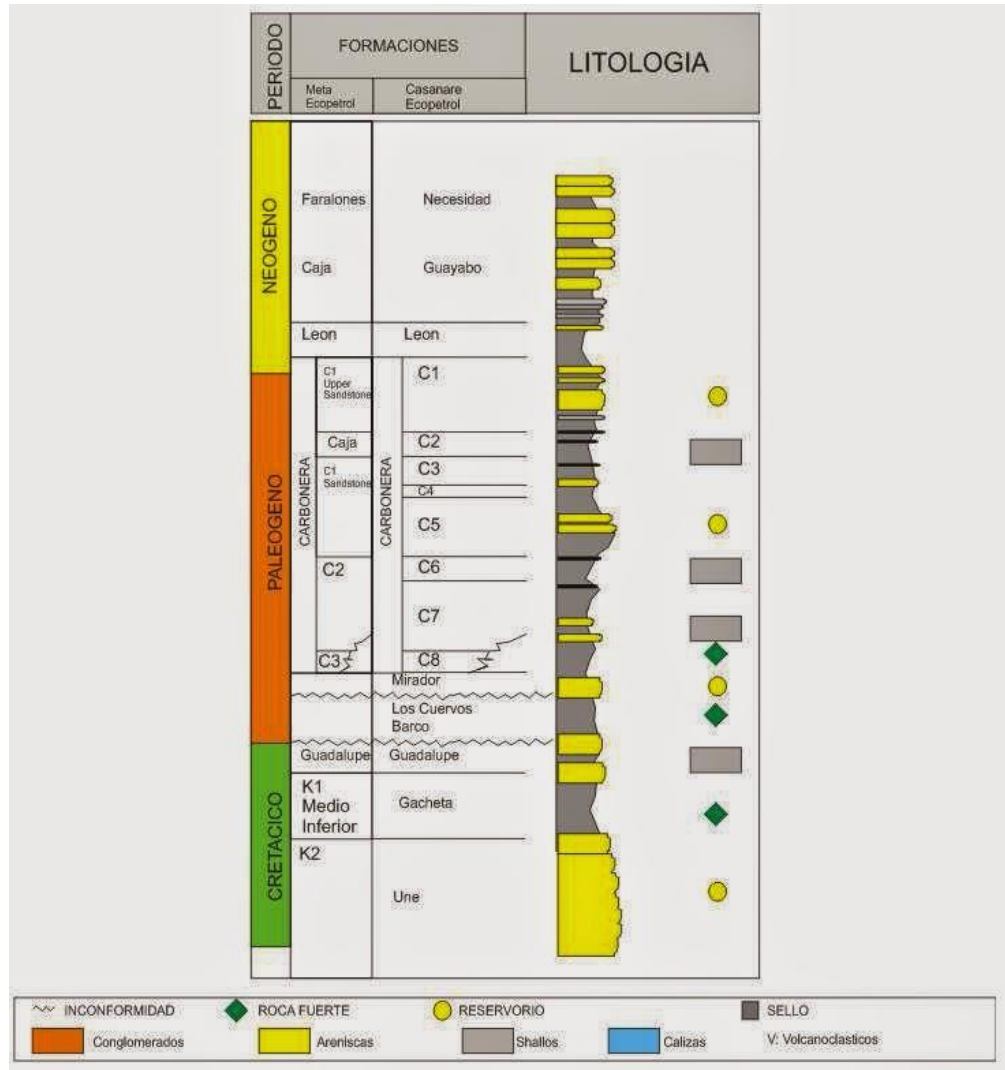 PERIODO
FORMACIONES
LITOLOGIA
Meta
Ecopetrol
Casanare
Ecopetrol
NEOGENO
Faralones
Necesidad
Caja
Guayabo
Leon
Leon
PALEOGENO
CARBONERA
C1
Upper
Sandstone
Caja
C1
Sandstone
C2
C3
CARBONERA
C1
C2
C3
C4
C5
C6
C7
C8
Mirador
Los Cuervos
Barco
CRETACICO
Guadalupe
Guadalupe
K1
Medio
Inferior
Gacheta
K2
Une
INCONFORMIDAD
ROCA FUERTE
RESERVORIO
SELLO
Conglomerados
Areniscas
Shallos
Calizas
V: Volcanoclasticos